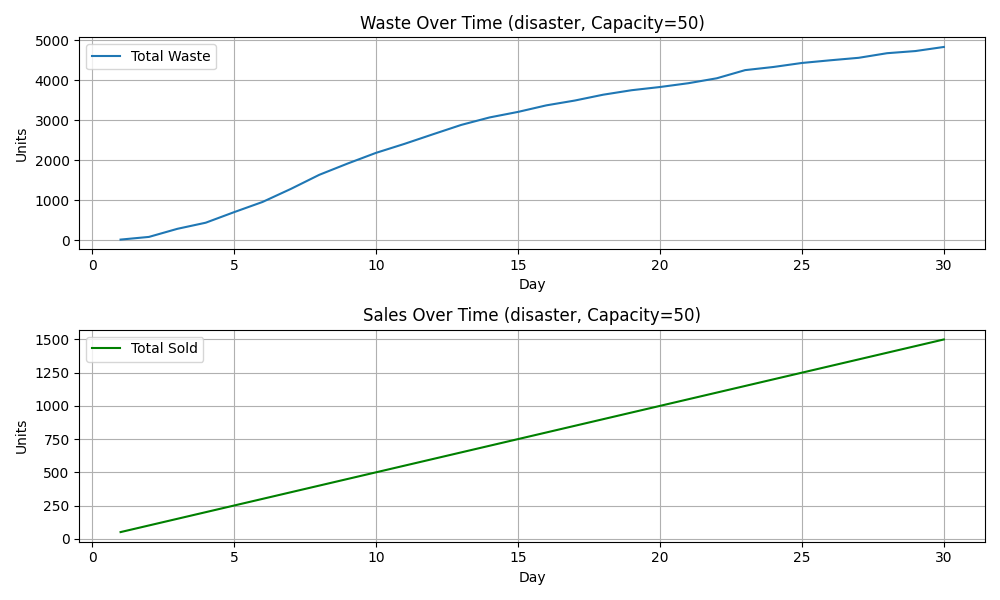 Waste Over Time (disaster, Capacity=50)
Total Waste
Units
5000
4000
3000
2000
1000
0
0 5 10 15 20 25 30
Day
Sales Over Time (disaster, Capacity=50)
Total Sold
Units
1500
1250
1000
750
500
250
0
0 5 10 15 20 25 30
Day